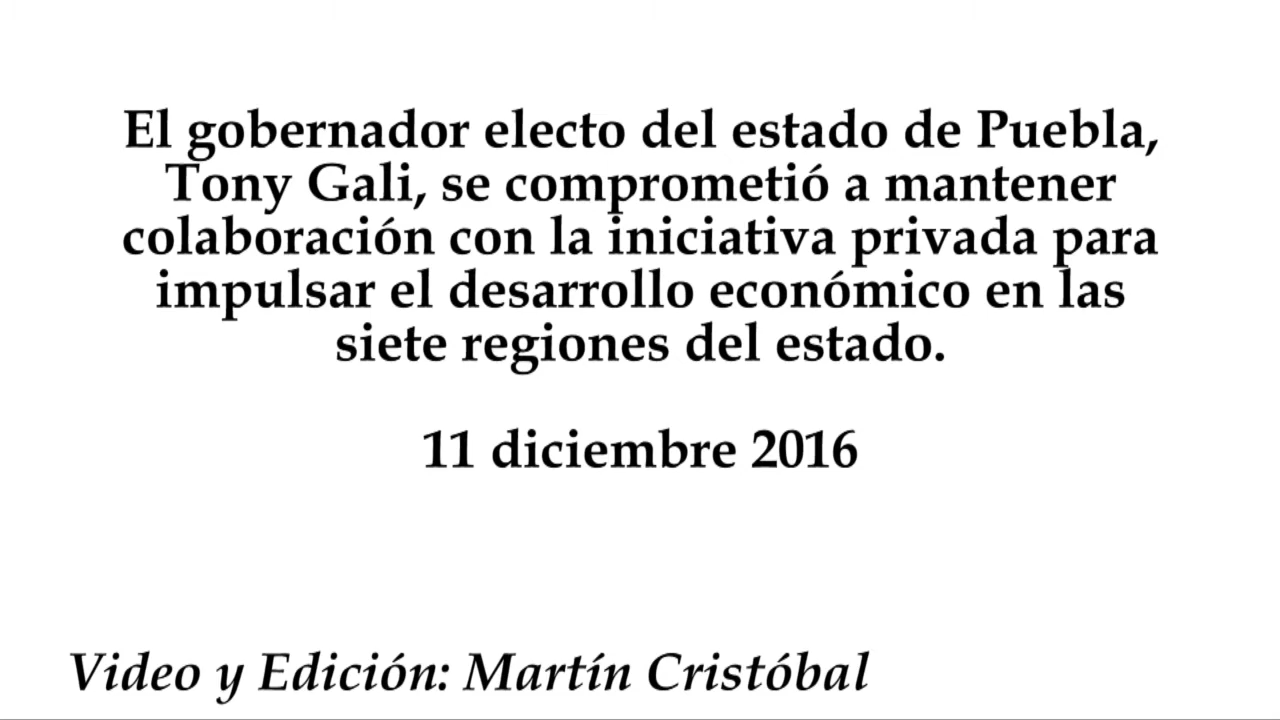 El gobernador electo del estado de Puebla,
Tony Gali, se comprometió a mantener
colaboración con la iniciativa privada para
impulsar el desarrollo económico en las
siete regiones del estado.
11 diciembre 2016
Video y Edición: Martín Cristóbal